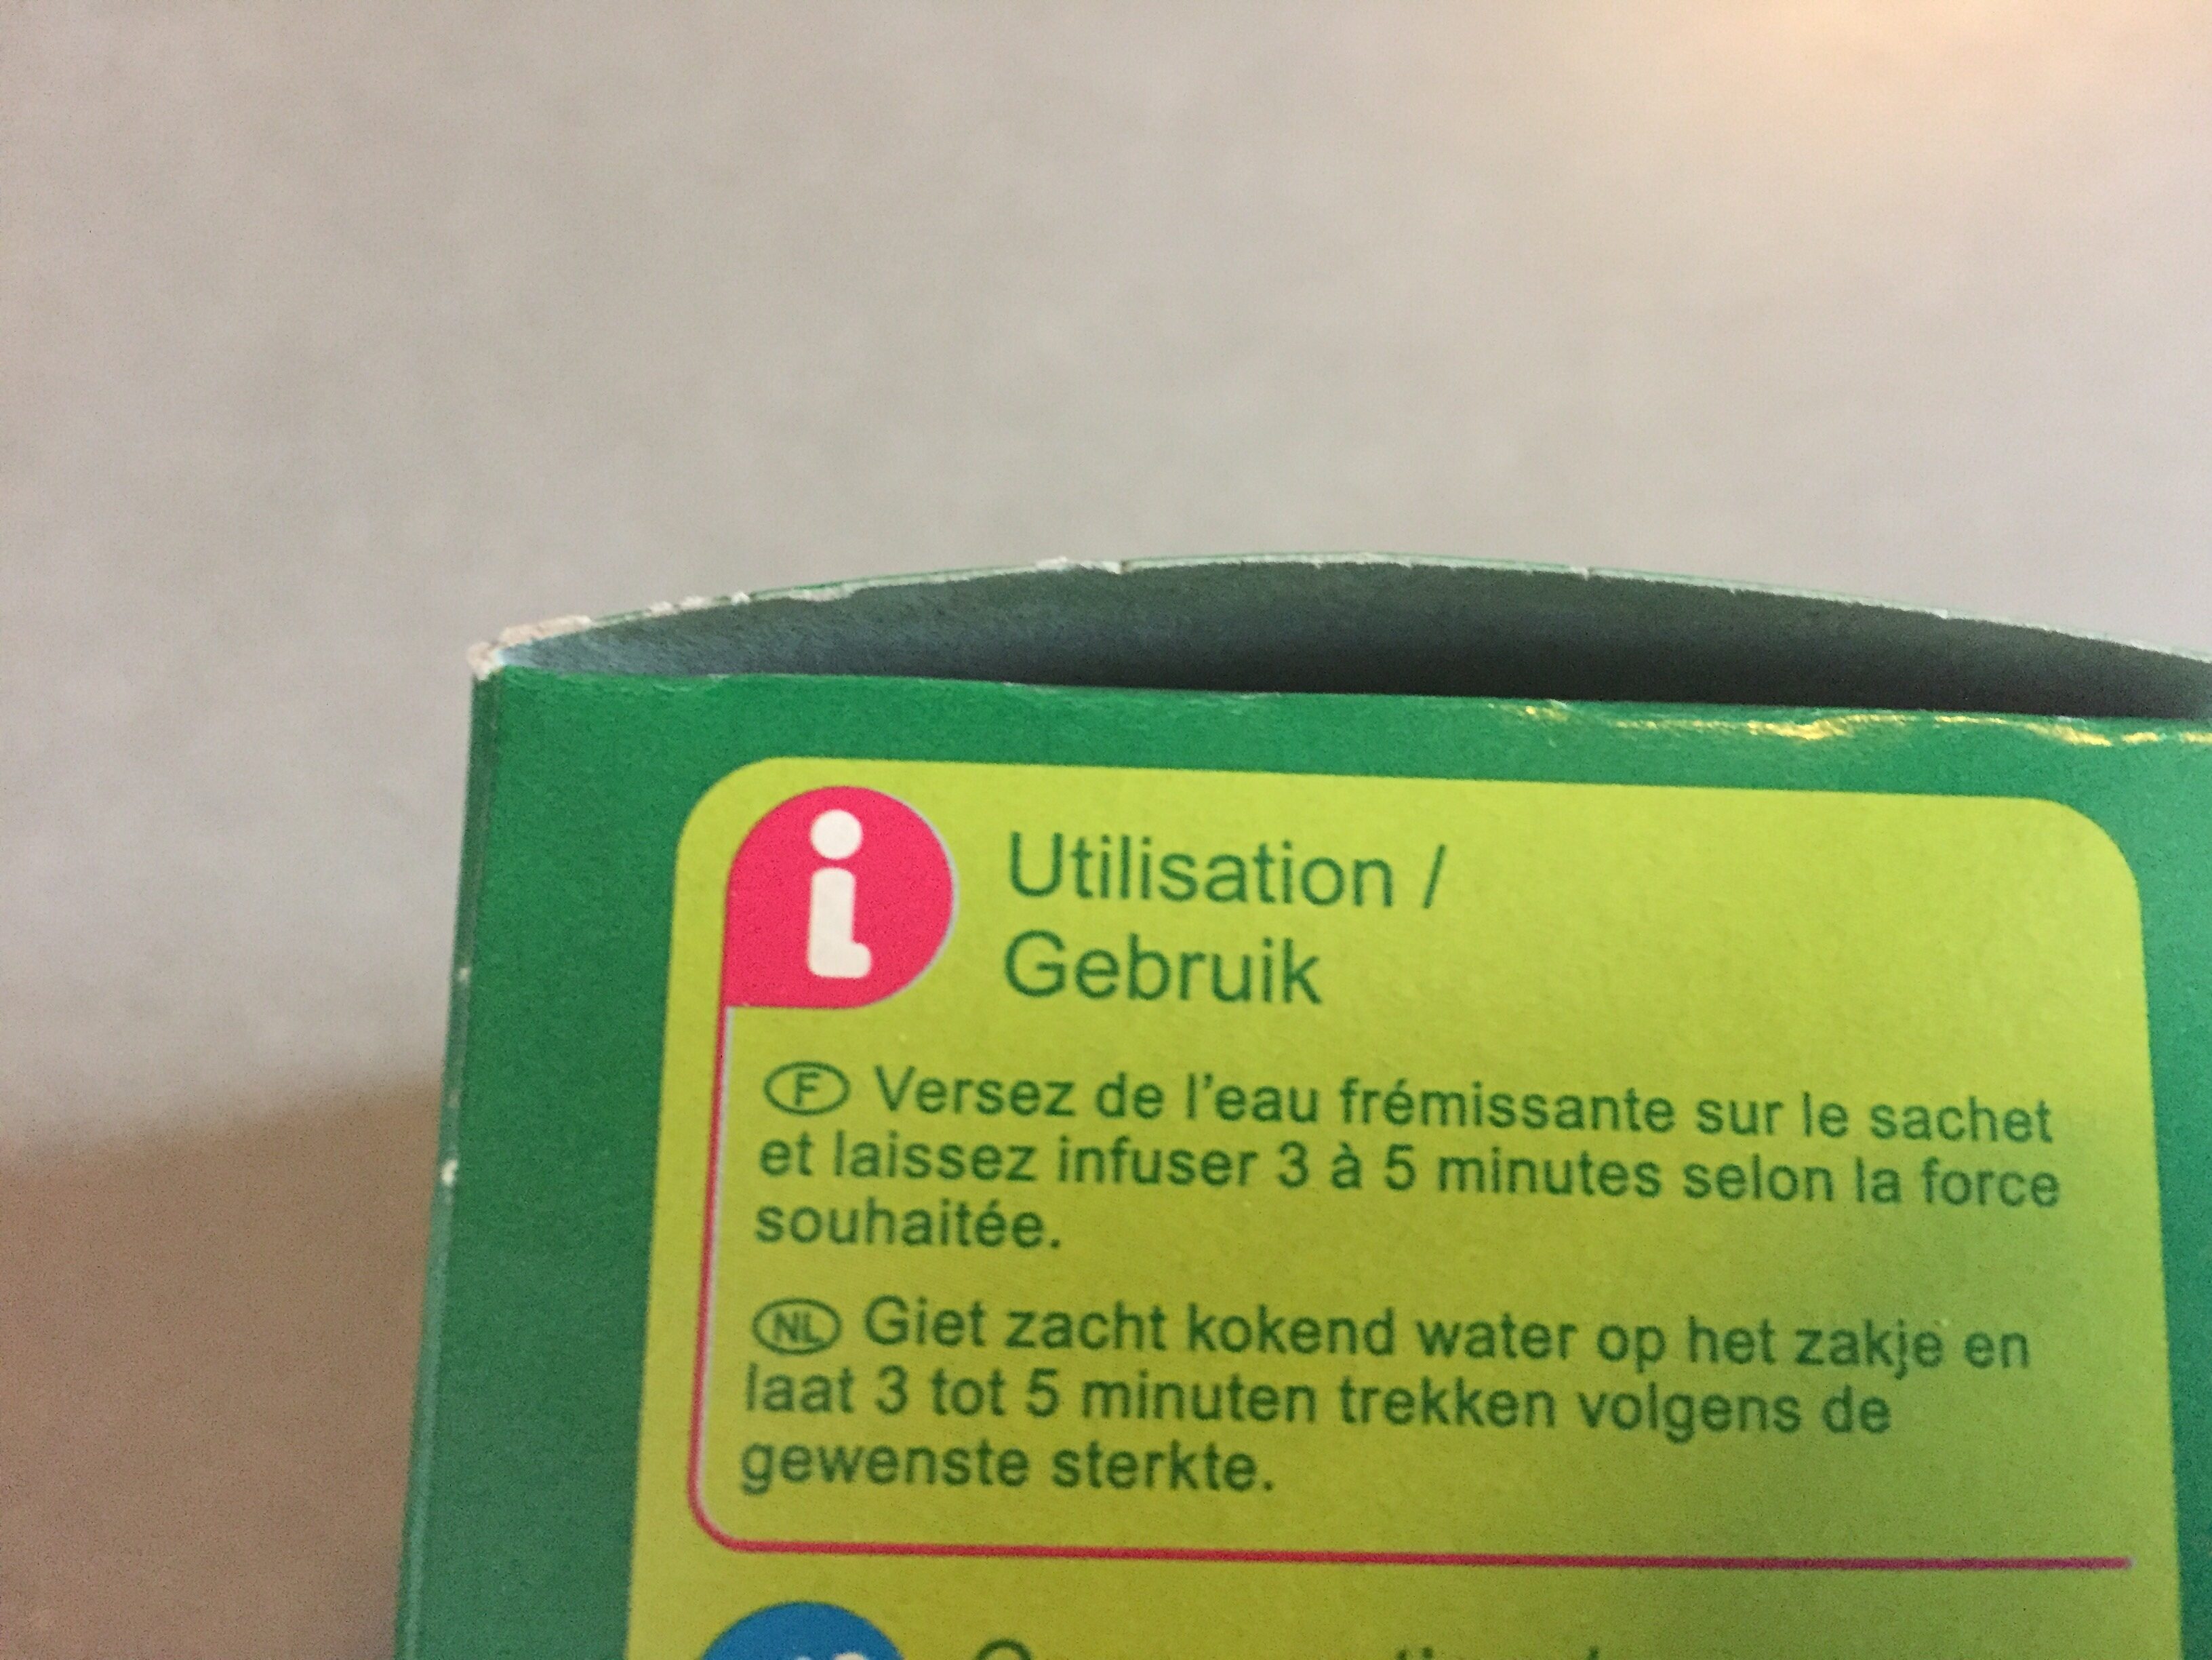 i
Utilisation /
Gebruik
F Versez de l'eau frémissante sur le sachet
et laissez infuser 3 à 5 minutes selon la force
souhaitée.
NL Giet zacht kokend water op het zakje en
laat 3 tot 5 minuten trekken volgens de
gewenste sterkte.